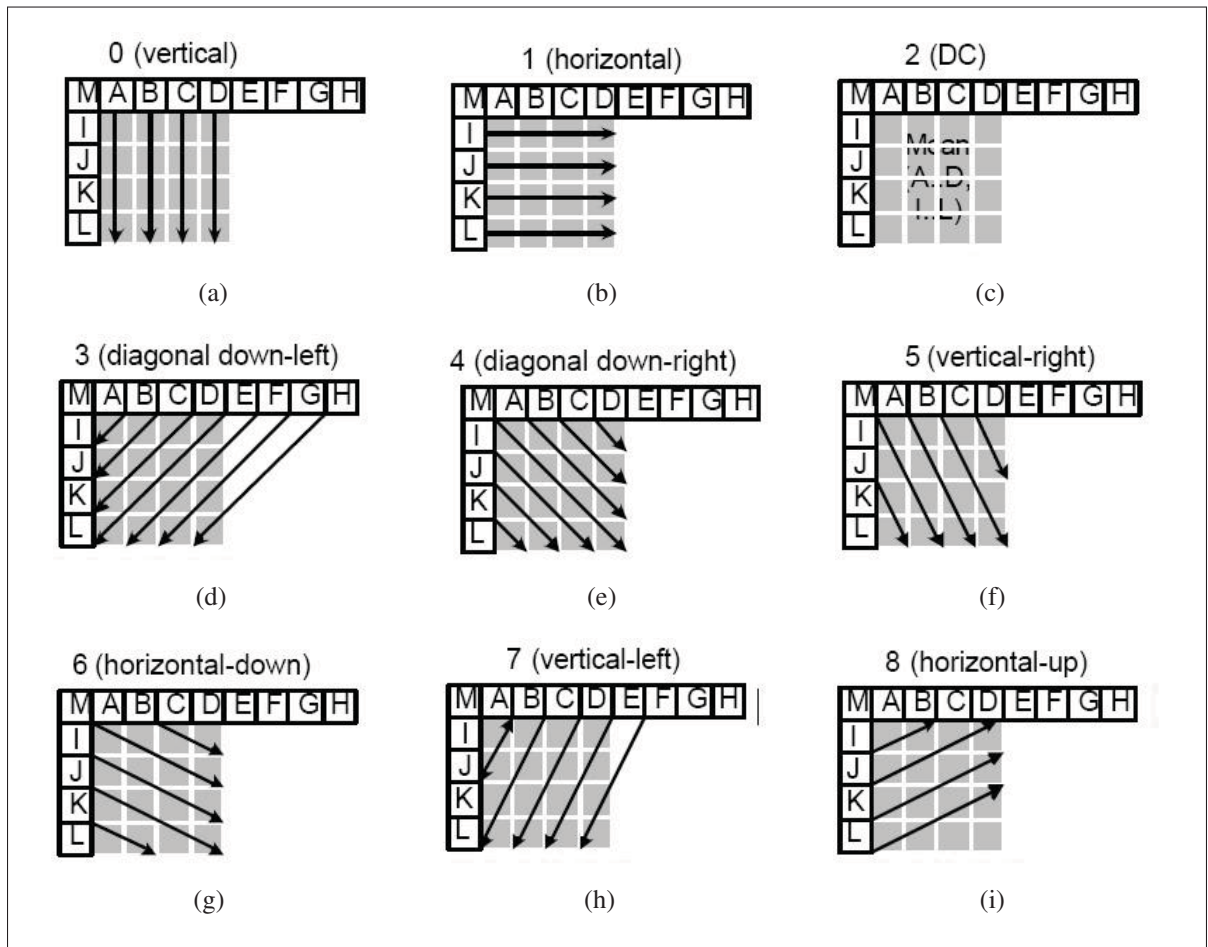 0 (vertical)
M A B C D E F G H
I
J
K
L
(a)
1 (horizontal)
M A B C D E F G H
I
J
K
L
(b)
2 (DC)
M A B C D E F G H
I
J
K
L
Mean
(A..D,
I..L)
(c)
3 (diagonal down-left)
M A B C D E F G H
I
J
K
L
(d)
4 (diagonal down-right)
M A B C D E F G H
I
J
K
L
(e)
5 (vertical-right)
M A B C D E F G H
I
J
K
L
(f)
6 (horizontal-down)
M A B C D E F G H
I
J
K
L
(g)
7 (vertical-left)
M A B C D E F G H
I
J
K
L
(h)
8 (horizontal-up)
M A B C D E F G H
I
J
K
L
(i)